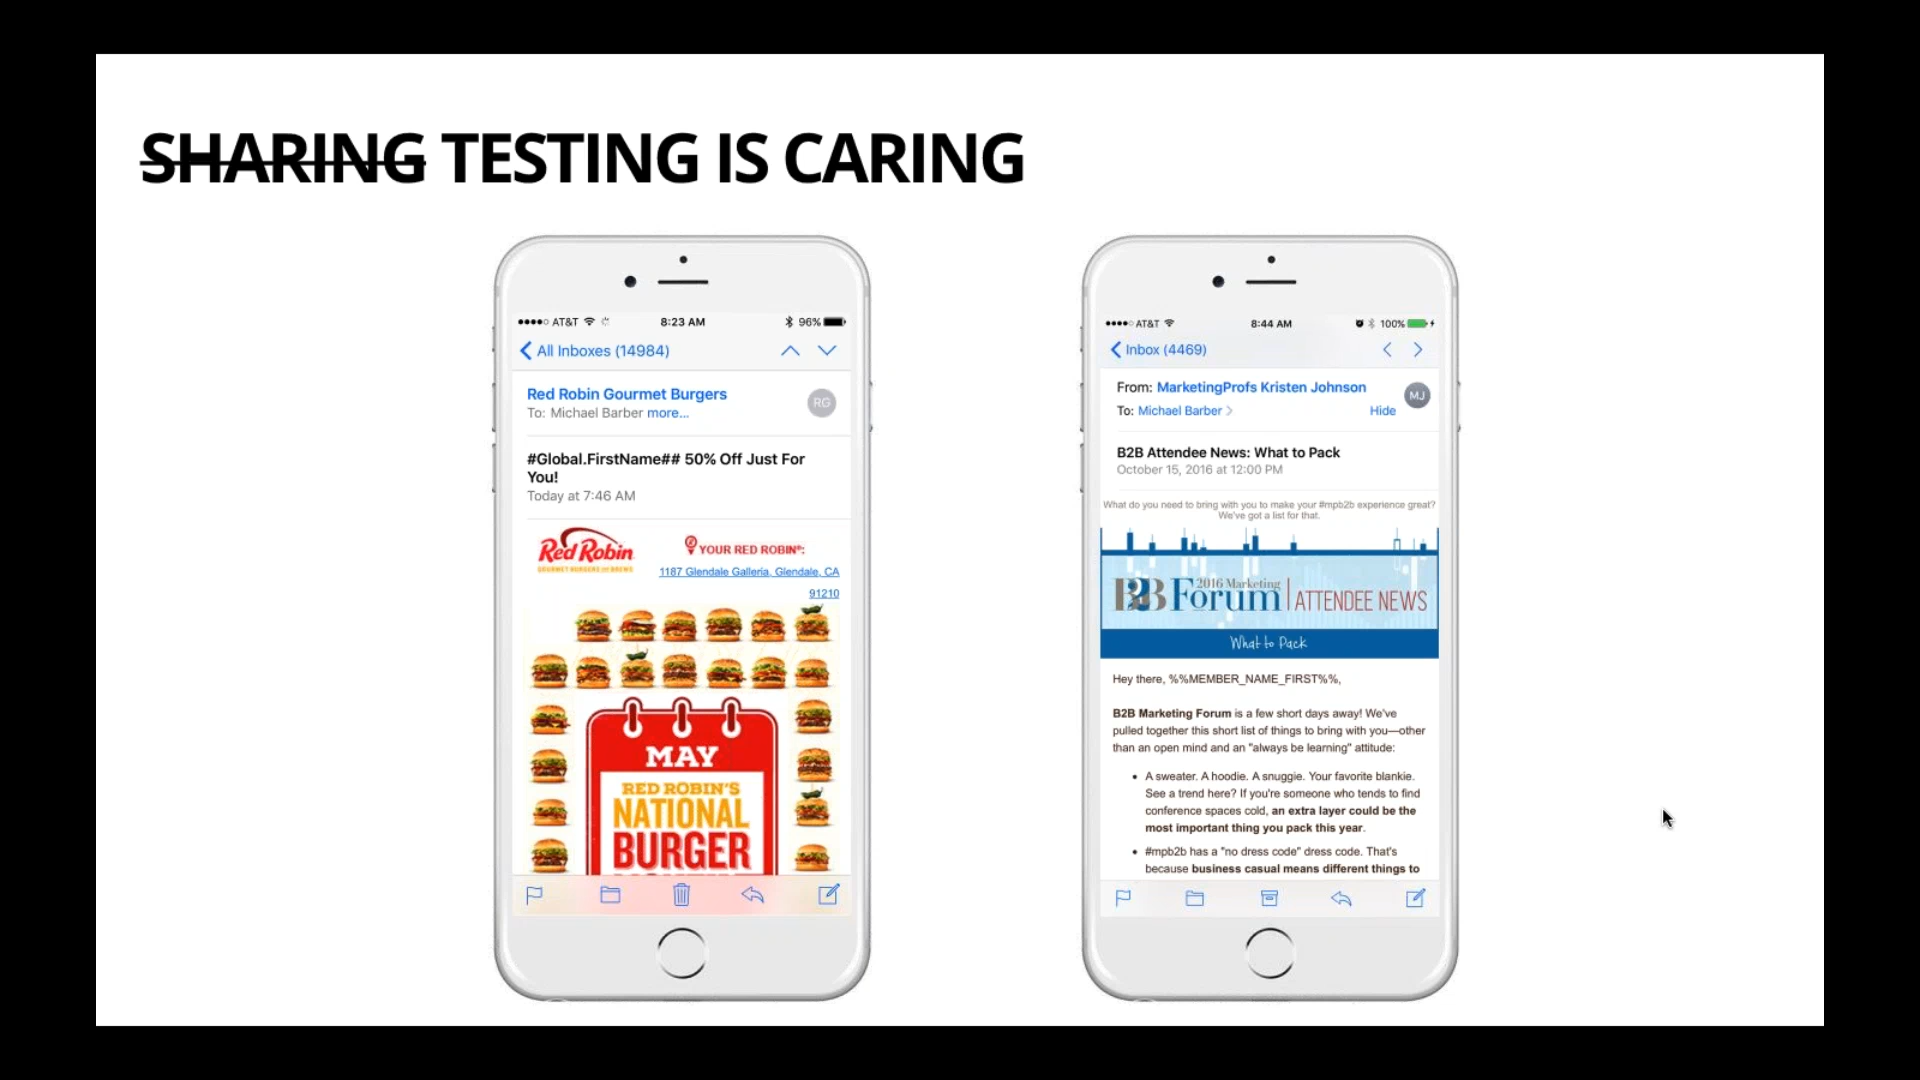 SHARING TESTING IS CARING
AT&T 8:23 AM 96%
All Inboxes (14984)
Red Robin Gourmet Burgers
To: Michael Barber more...
RG
#Global.FirstName## 50% Off Just For
You!
Today at 7:46 AM
Red Robin
GOURMET BURGERS AND BREWS
YOUR RED ROBIN®:
1187 Glendale Galleria, Glendale, CA
91210
MAY
RED ROBIN'S
NATIONAL
BURGER
AT&T 8:44 AM 100%
Inbox (4469)
From: MarketingProfs Kristen Johnson
MJ
To: Michael Barber Hide
B2B Attendee News: What to Pack
October 15, 2016 at 12:00 PM
What do you need to bring with you to make your #mpb2b experience great?
We've got a list for that.
B2B 2016 Marketing Forum ATTENDEE NEWS
What to Pack
Hey there, %%MEMBER_NAME_FIRST%%,
B2B Marketing Forum is a few short days away! We've
pulled together this short list of things to bring with you—other
than an open mind and an "always be learning" attitude:
• A sweater. A hoodie. A snuggie. Your favorite blankie.
See a trend here? If you're someone who tends to find
conference spaces cold, an extra layer could be the
most important thing you pack this year.
• #mpb2b has a "no dress code" dress code. That's
because business casual means different things to